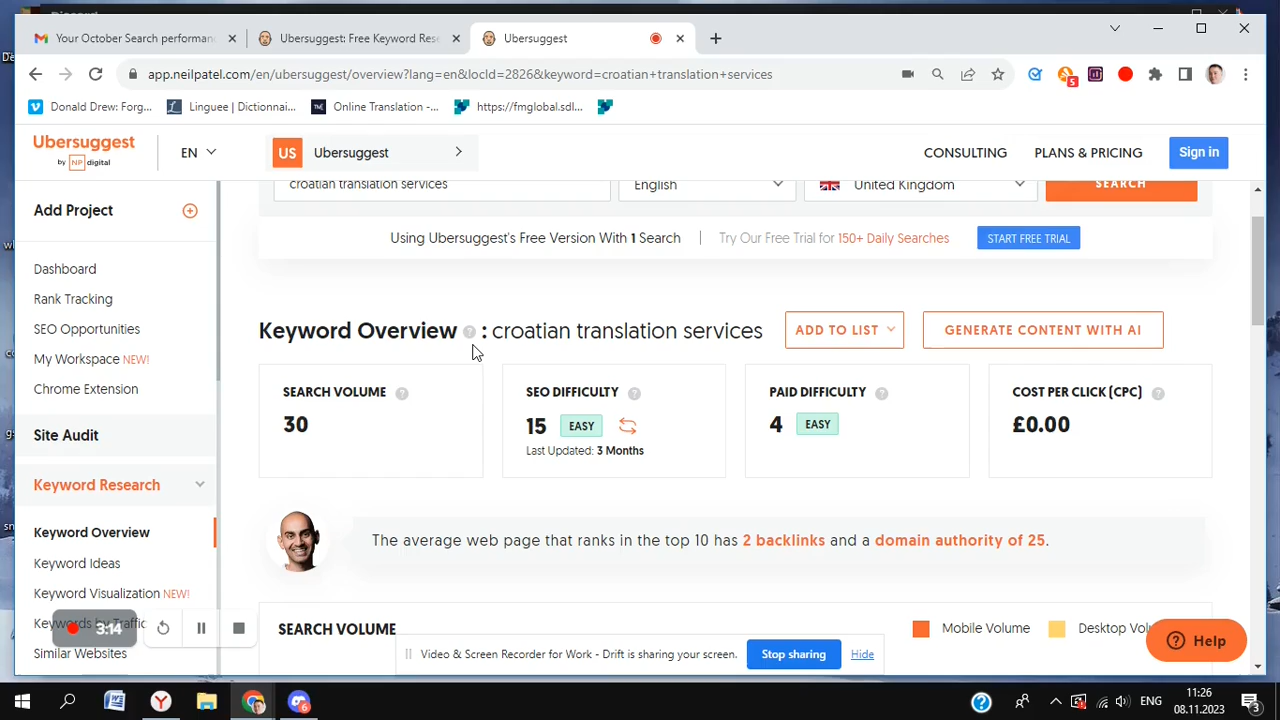 Your October Search performanc
Ubersuggest: Free Keyword Rese
Ubersuggest
app.neilpatel.com/en/ubersuggest/overview?lang=en&locId=2826&keyword=croatian+translation+services
5
Donald Drew: Forg...
Linguee | Dictionnai...
Online Translation -...
https://fmglobal.sdl...
Ubersuggest
by NP digital
EN
US
Ubersuggest
CONSULTING
PLANS & PRICING
Sign in
croatian translation services
English
United Kingdom
SEARCH
Add Project
Using Ubersuggest's Free Version With 1 Search
Try Our Free Trial for 150+ Daily Searches
START FREE TRIAL
Dashboard
Rank Tracking
SEO Opportunities
My Workspace NEW!
Chrome Extension
Site Audit
Keyword Research
Keyword Overview
Keyword Ideas
Keyword Visualization NEW!
Keywords by Traffic
Similar Websites
Keyword Overview ? : croatian translation services
ADD TO LIST
GENERATE CONTENT WITH AI
SEARCH VOLUME ?
30
SEO DIFFICULTY ?
15 EASY
Last Updated: 3 Months
PAID DIFFICULTY ?
4 EASY
COST PER CLICK (CPC) ?
£0.00
The average web page that ranks in the top 10 has 2 backlinks and a domain authority of 25.
SEARCH VOLUME
Mobile Volume
Desktop Volu
3:14
Video & Screen Recorder for Work - Drift is sharing your screen.
Stop sharing
Hide
? Help
ENG
11:26
08.11.2023
3